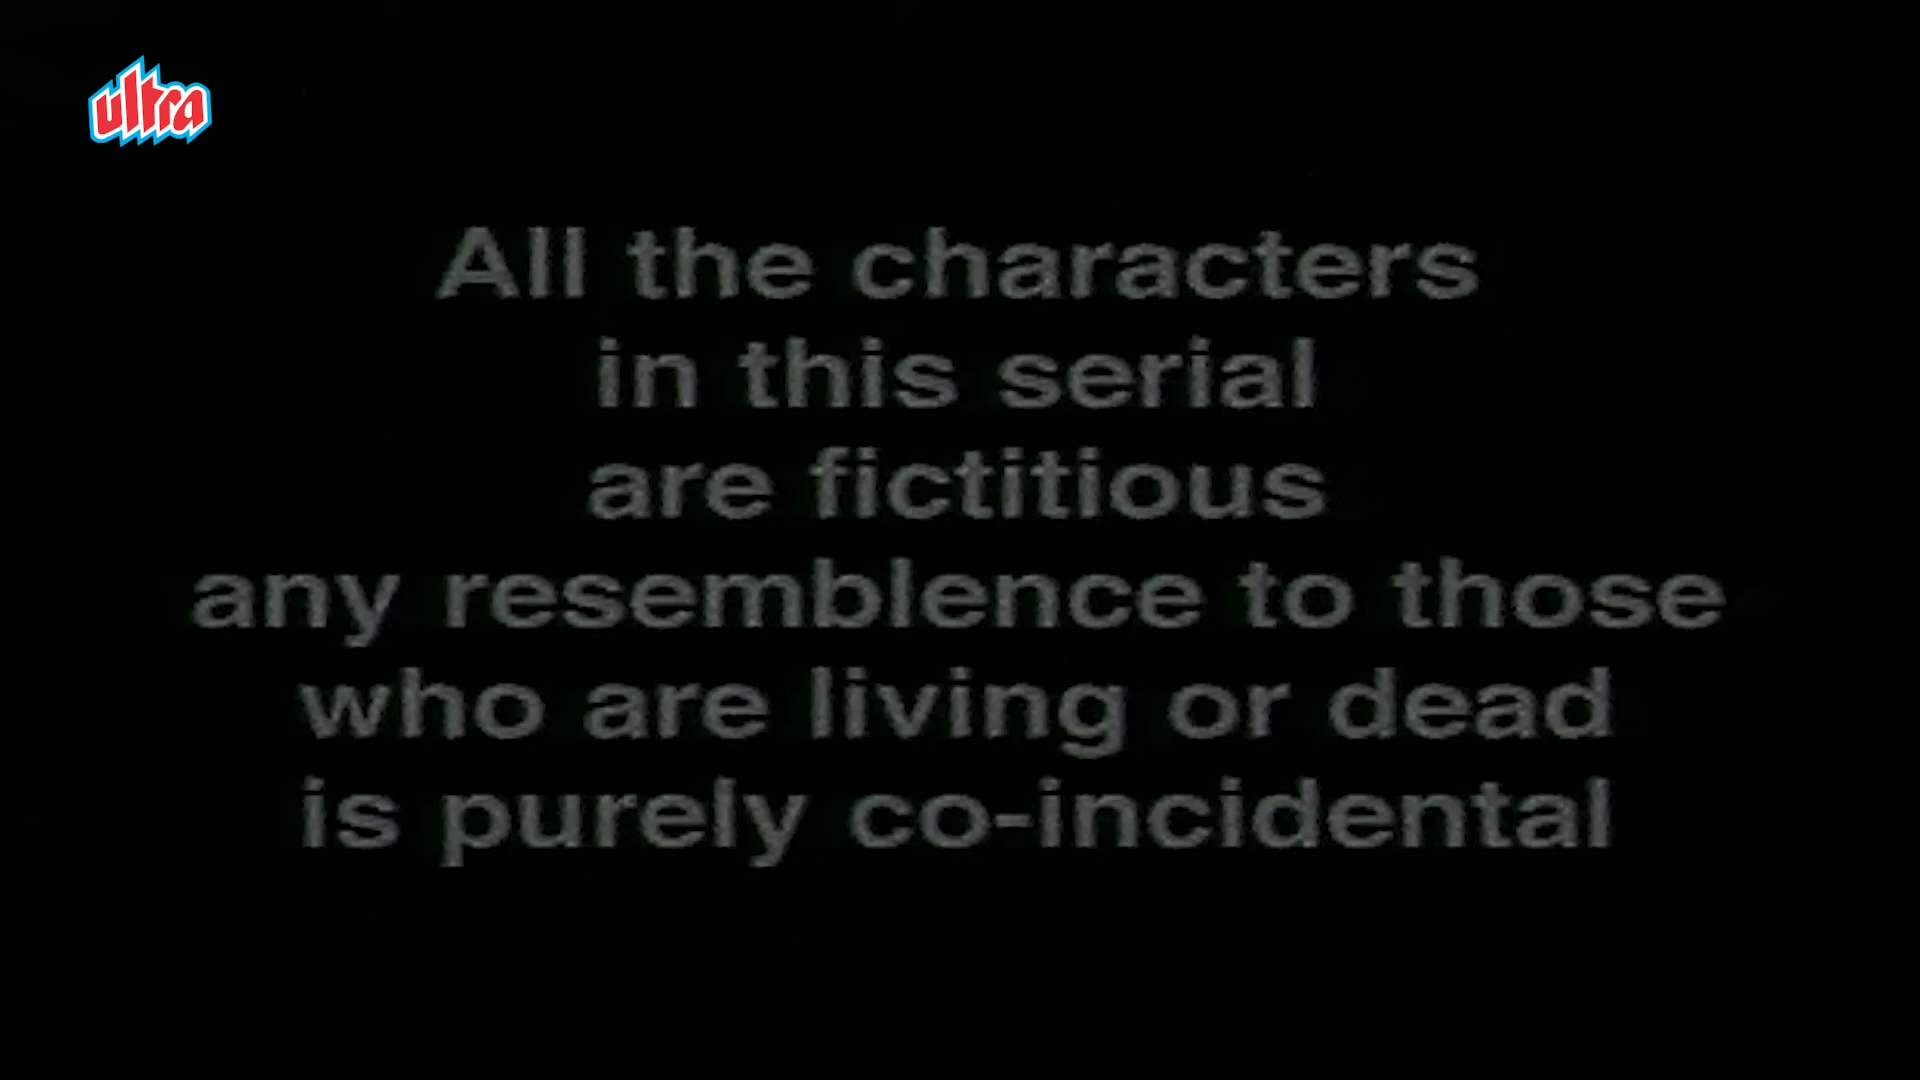 ultra
All the characters
in this serial
are fictitious
any resemblence to those
who are living or dead
is purely co-incidental